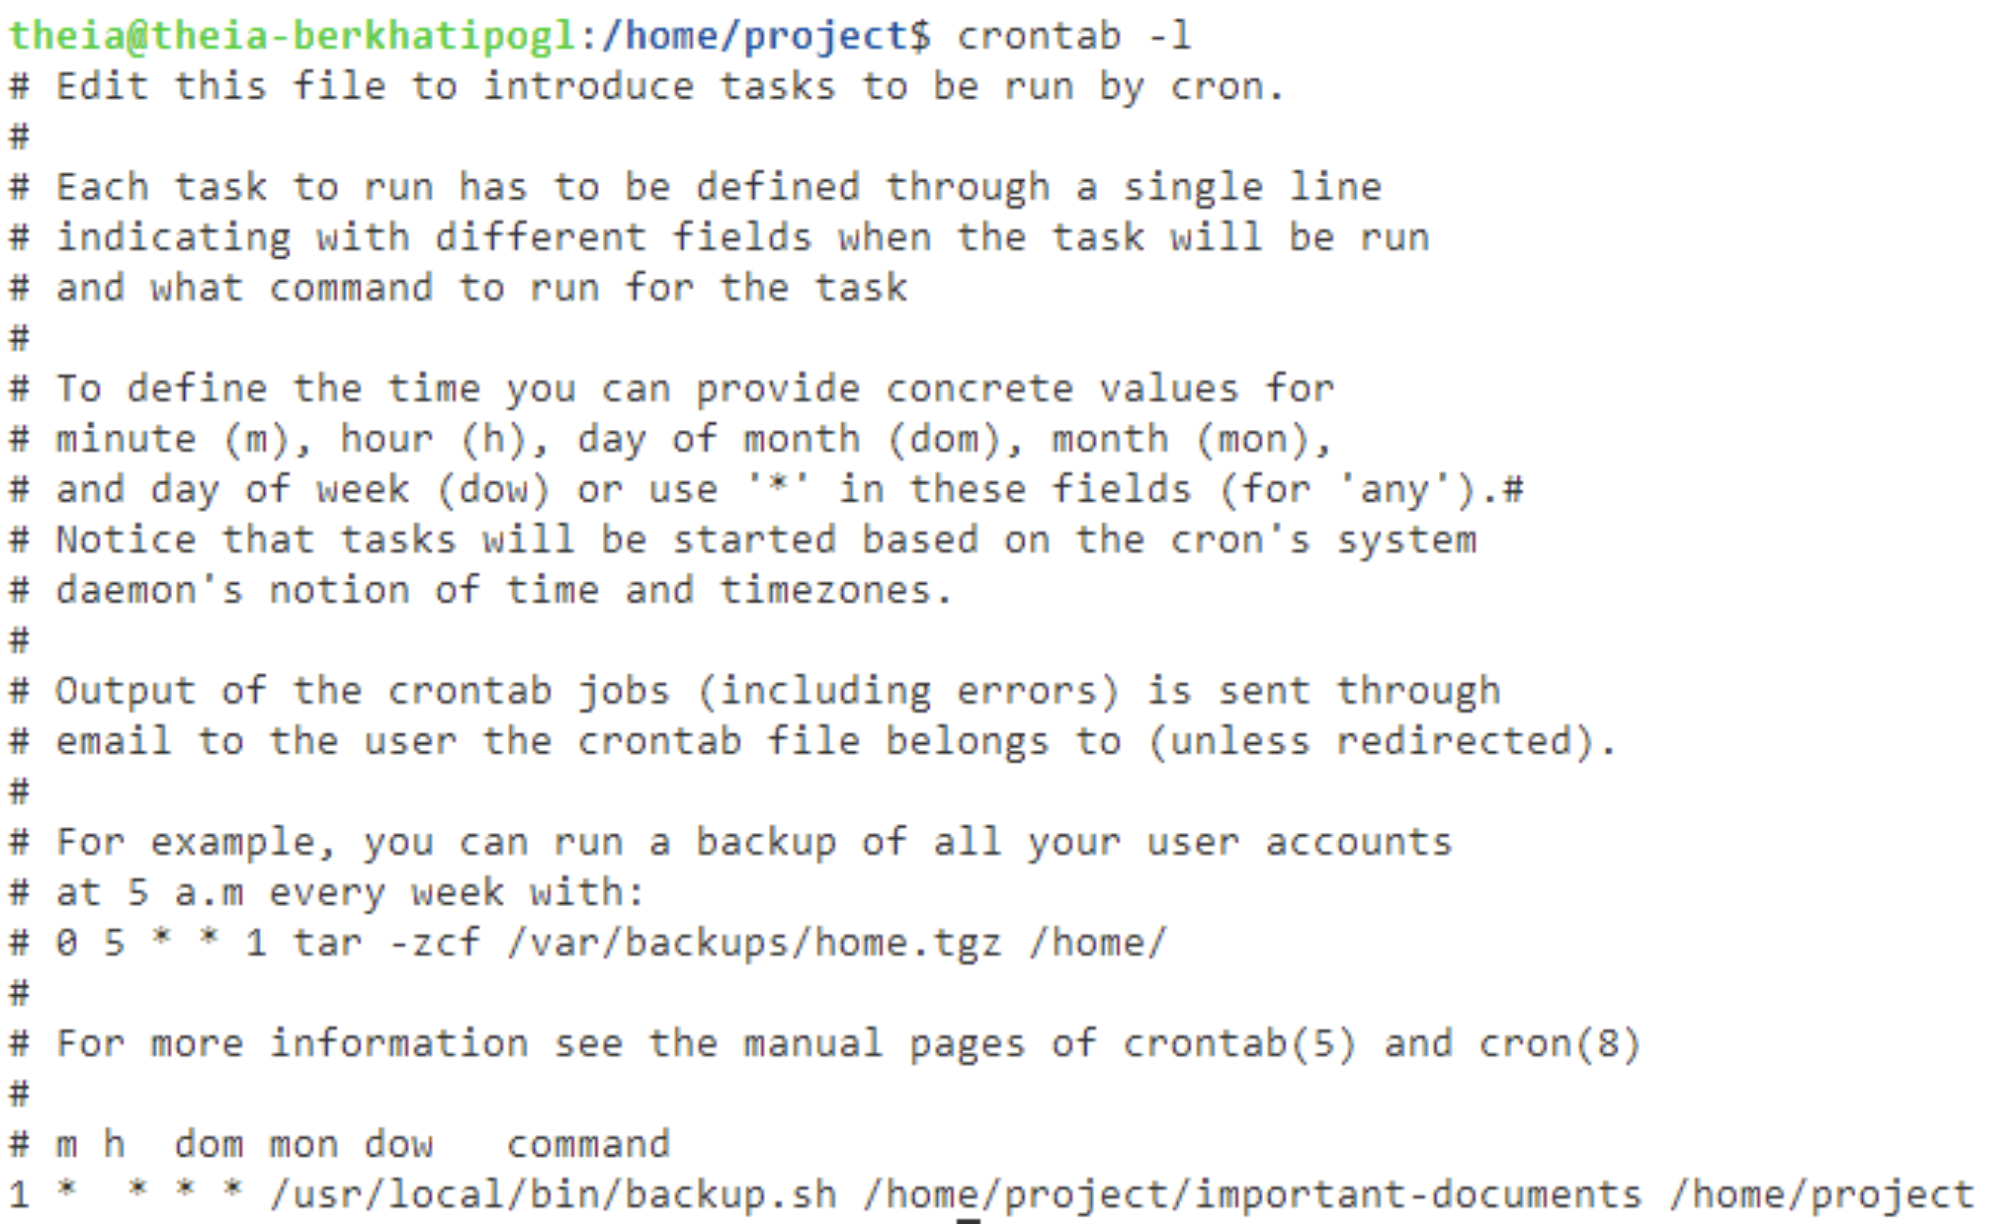 theia@theia-berkhatipogl:/home/project$ crontab -l
# Edit this file to introduce tasks to be run by cron.
#
# Each task to run has to be defined through a single line
# indicating with different fields when the task will be run
# and what command to run for the task
#
# To define the time you can provide concrete values for
# minute (m), hour (h), day of month (dom), month (mon),
# and day of week (dow) or use '*' in these fields (for 'any').#
# Notice that tasks will be started based on the cron's system
# daemon's notion of time and timezones.
#
# Output of the crontab jobs (including errors) is sent through
# email to the user the crontab file belongs to (unless redirected).
#
# For example, you can run a backup of all your user accounts
# at 5 a.m every week with:
# 0 5 * * 1 tar -zcf /var/backups/home.tgz /home/
#
# For more information see the manual pages of crontab(5) and cron(8)
#
# m h  dom mon dow   command
1 *  * * * /usr/local/bin/backup.sh /home/project/important-documents /home/project